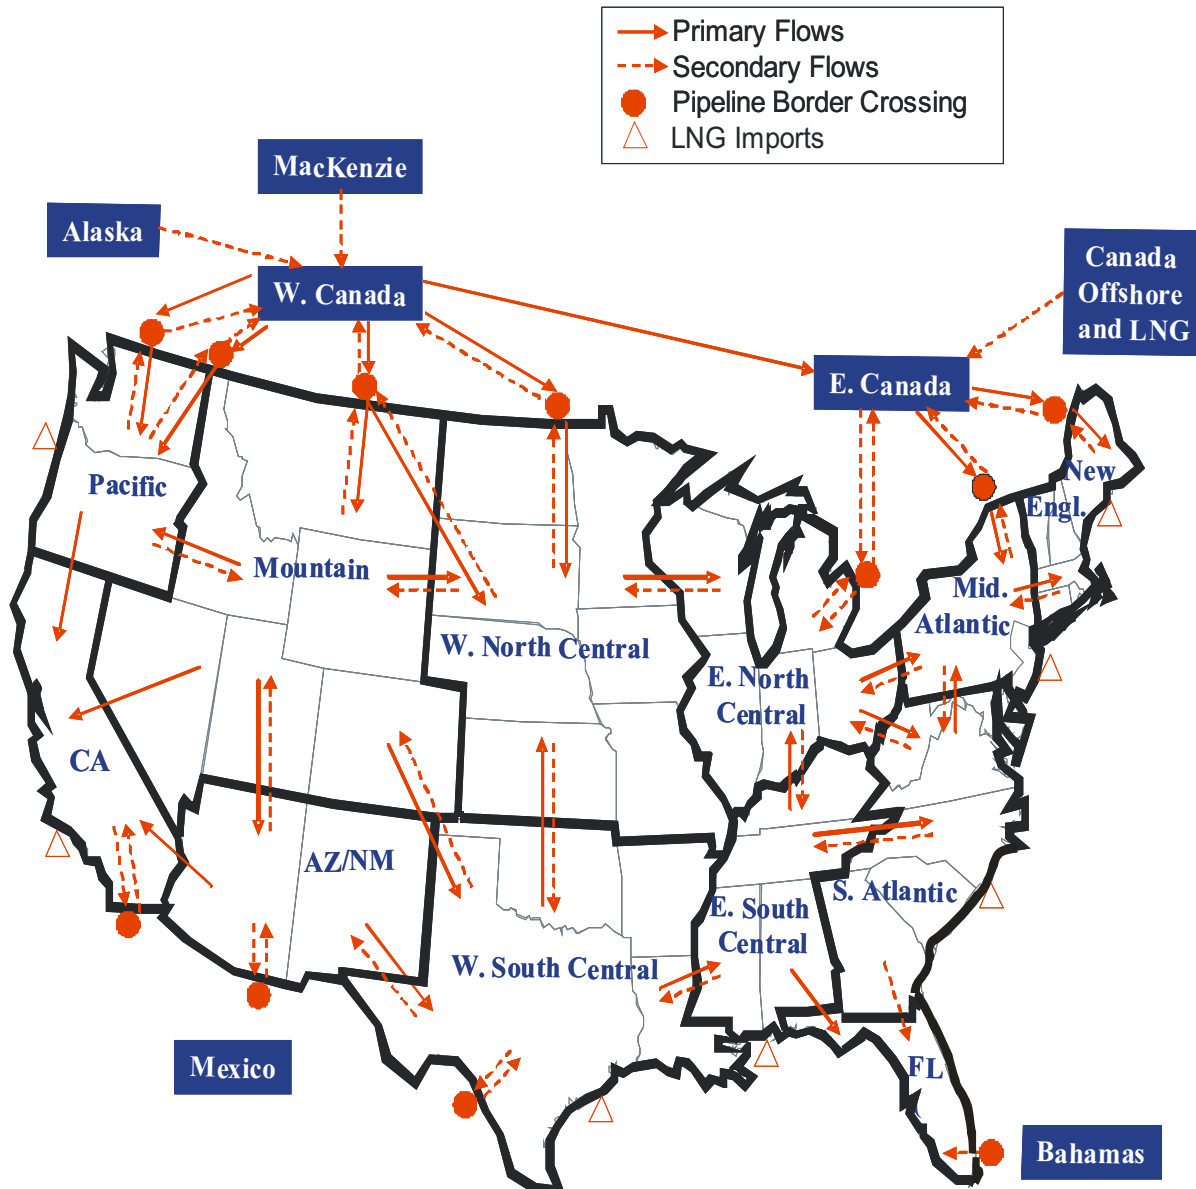 Primary Flows
Secondary Flows
Pipeline Border Crossing
LNG Imports
MacKenzie
Alaska
W. Canada
Canada
Offshore
and LNG
E. Canada
New
Engl.
Pacific
Mountain
Mid.
Atlantic
W. North Central
E. North
Central
CA
AZ/NM
S. Atlantic
E. South
Central
W. South Central
FL
Mexico
Bahamas